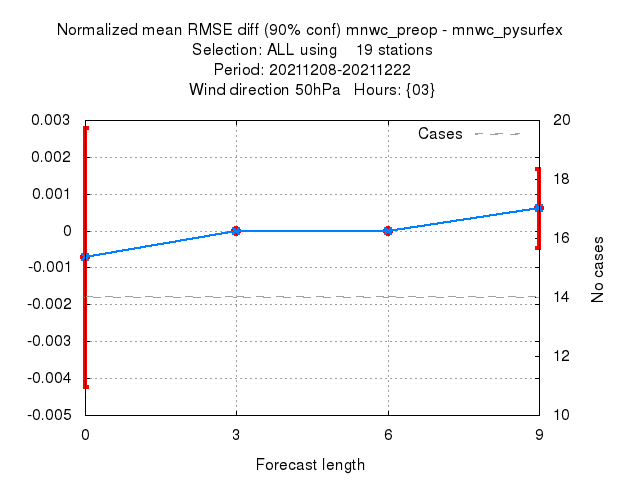 Normalized mean RMSE diff (90% conf) mnwc_preop - mnwc_pysurfex
Selection: ALL using    19 stations
Period: 20211208-20211222
Wind direction 50hPa   Hours: {03}
Cases
0.003
0.002
0.001
0
-0.001
-0.002
-0.003
-0.004
-0.005
20
18
16
14
12
10
No cases
0 3 6 9
Forecast length